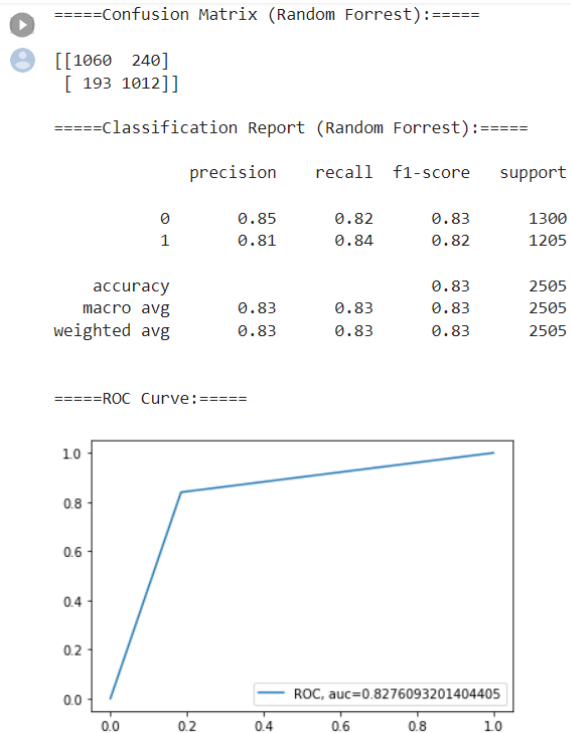 =====Confusion Matrix (Random Forrest):=====
[[1060  240]
 [ 193 1012]]
=====Classification Report (Random Forrest):=====
precision    recall  f1-score   support
0       0.85      0.82      0.83      1300
1       0.81      0.84      0.82      1205
accuracy                           0.83      2505
macro avg       0.83      0.83      0.83      2505
weighted avg       0.83      0.83      0.83      2505
=====ROC Curve:=====
1.0
0.8
0.6
0.4
0.2
0.0
ROC, auc=0.8276093201404405
0.0 0.2 0.4 0.6 0.8 1.0